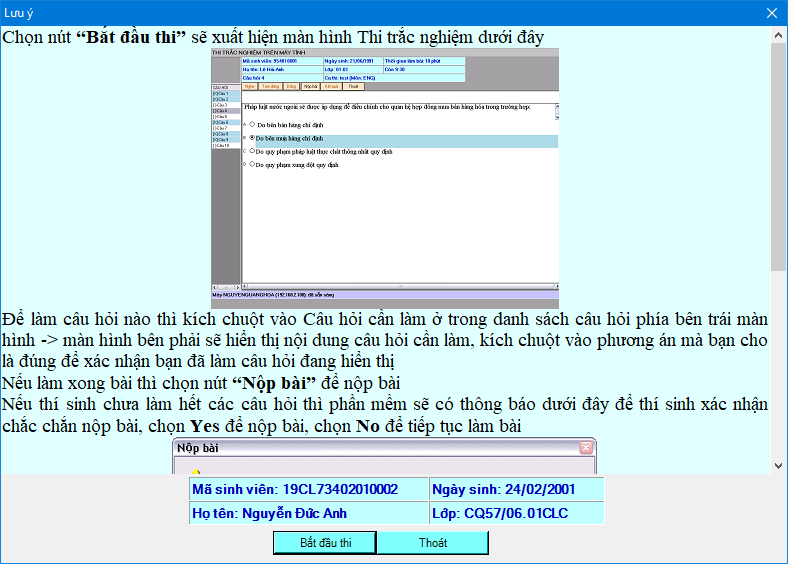 Lưu ý
Chọn nút “Bắt đầu thi” sẽ xuất hiện màn hình Thi trắc nghiệm dưới đây
THI TRẮC NGHIỆM TRÊN MÁY TÍNH
Mã sinh viên: 954010001 Ngày sinh: 21/06/1991 Thời gian làm bài: 10 phút
Họ tên: Lê Hải Anh Lớp: 01.01 Còn 9:30
Câu hỏi 4 Ca thi: test (Môn: ENG)
Nghe Tạm dừng Dừng Nộp bài Kết quả Thoát
CÂU HỎI
[X] Câu 1
[X] Câu 2
[ ] Câu 3
[ ] Câu 4
[ ] Câu 5
[X] Câu 6
[ ] Câu 7
[X] Câu 8
[X] Câu 9
[ ] Câu 10
Pháp luật nước ngoài sẽ được áp dụng để điều chỉnh cho quan hệ hợp đồng mua bán hàng hóa trong trường hợp:
A Do bên bán hàng chỉ định
B Do bên mua hàng chỉ định
C Do quy phạm pháp luật thực chất thống nhất quy định
D Do quy phạm xung đột quy định
Máy NGUYENQUANGHOA (192.168.2.100): đã sẵn sàng
Để làm câu hỏi nào thì kích chuột vào Câu hỏi cần làm ở trong danh sách câu hỏi phía bên trái màn
hình -> màn hình bên phải sẽ hiển thị nội dung câu hỏi cần làm, kích chuột vào phương án mà bạn cho
là đúng để xác nhận bạn đã làm câu hỏi đang hiển thị
Nếu làm xong bài thì chọn nút “Nộp bài” để nộp bài
Nếu thí sinh chưa làm hết các câu hỏi thì phần mềm sẽ có thông báo dưới đây để thí sinh xác nhận
chắc chắn nộp bài, chọn Yes để nộp bài, chọn No để tiếp tục làm bài
Nộp bài
Mã sinh viên: 19CL73402010002 Ngày sinh: 24/02/2001
Họ tên: Nguyễn Đức Anh Lớp: CQ57/06.01CLC
Bắt đầu thi Thoát